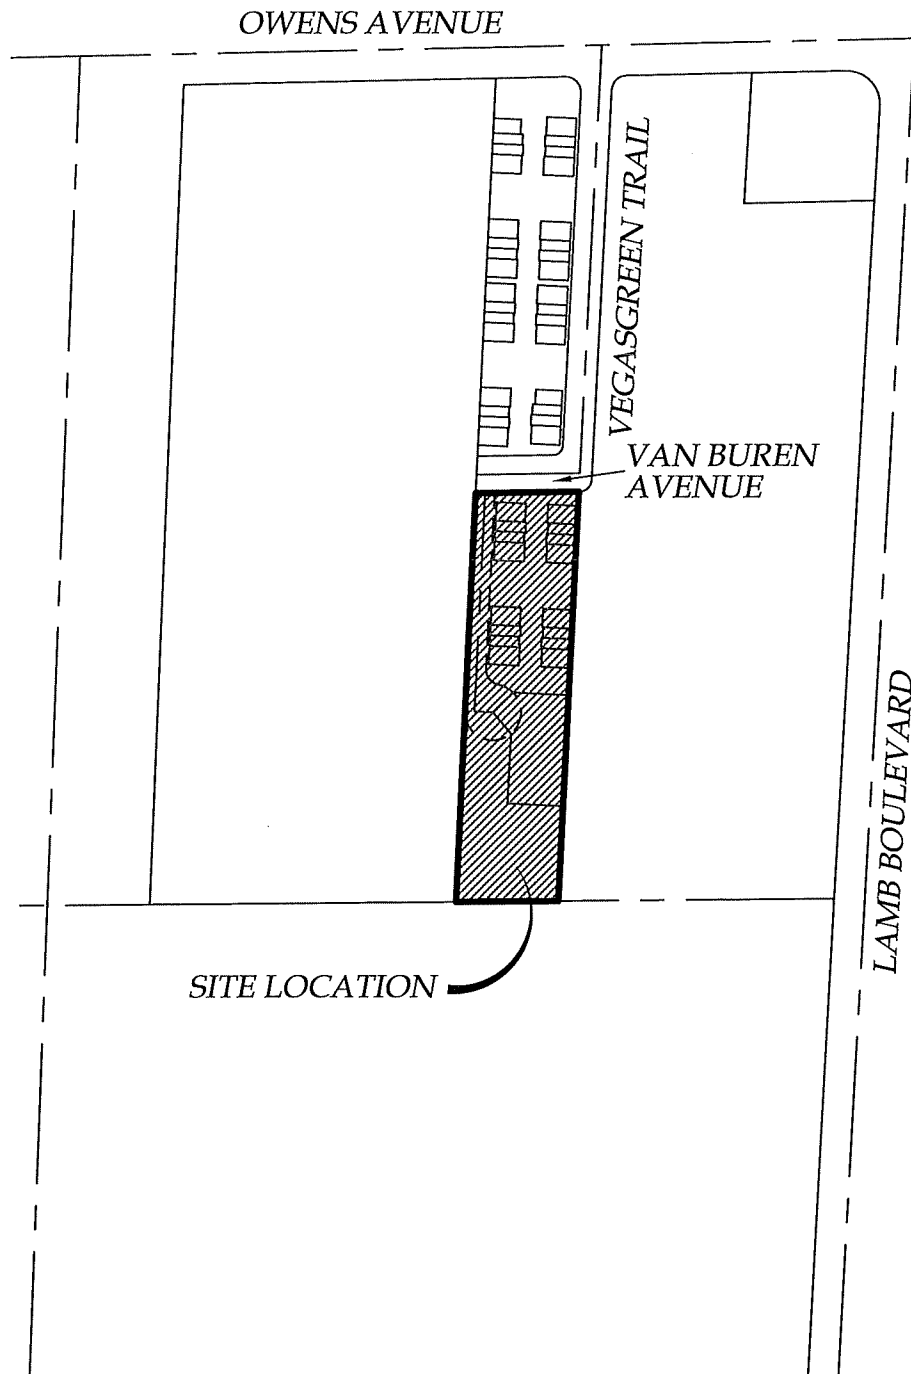 OWENS AVENUE
VEGASGREEN TRAIL
VAN BUREN
AVENUE
LAMB BOULEVARD
SITE LOCATION